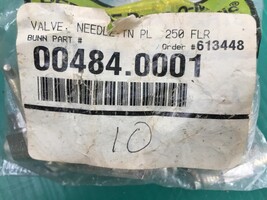 VALVE, NEEDLE-TN PL .250 FLR
BUNN PART # Order #613448
00484.0001
10